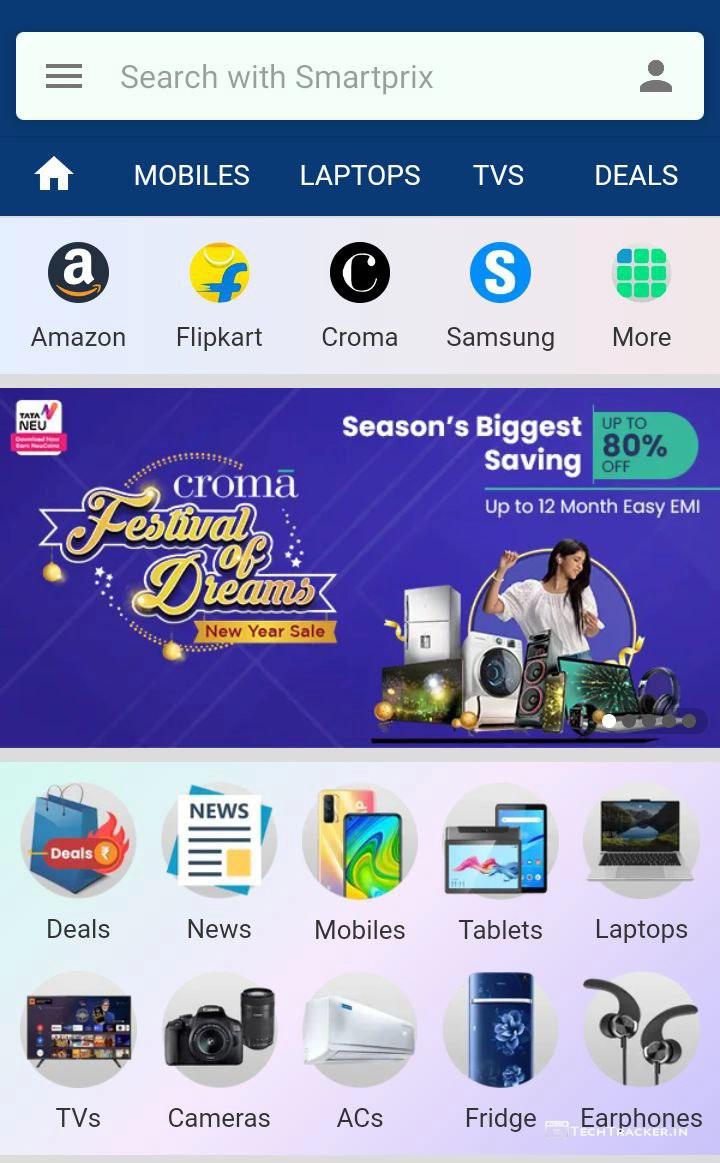 Search with Smartprix
MOBILES LAPTOPS TVS DEALS
a C S
Amazon Flipkart Croma Samsung More
TATA
NEU
Download Now
Earn NeuCoins
Season's Biggest
Saving
UP TO
80%
OFF
Up to 12 Month Easy EMI
cromā
Festival
of
Dreams
New Year Sale
Deals ₹
NEWS
Deals News Mobiles Tablets Laptops
TVs Cameras ACs Fridge Earphones
TECHTRACKER.IN